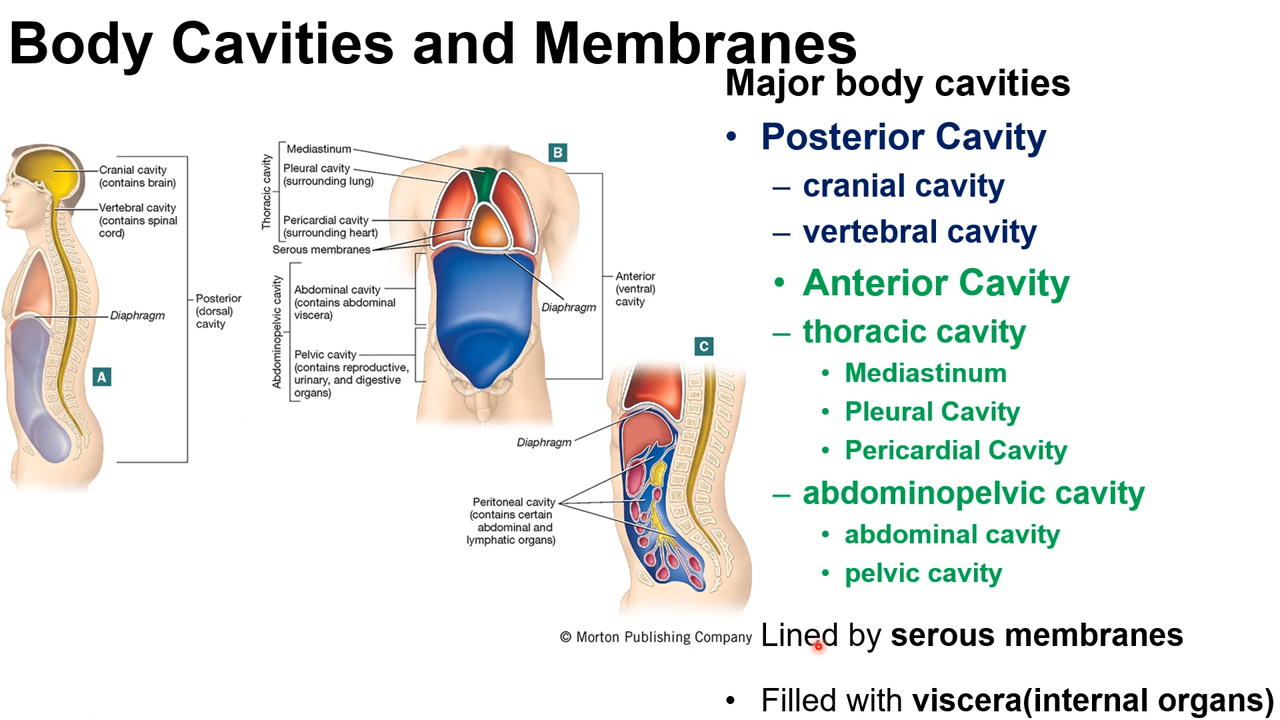 Body Cavities and Membranes
Major body cavities
• Posterior Cavity
– cranial cavity
– vertebral cavity
• Anterior Cavity
– thoracic cavity
• Mediastinum
• Pleural Cavity
• Pericardial Cavity
– abdominopelvic cavity
• abdominal cavity
• pelvic cavity
Lined by serous membranes
• Filled with viscera(internal organs)
Cranial cavity
(contains brain)
Vertebral cavity
(contains spinal
cord)
Diaphragm
Posterior
(dorsal)
cavity
A
Thoracic cavity
Mediastinum
Pleural cavity
(surrounding lung)
Pericardial cavity
(surrounding heart)
Serous membranes
Abdominopelvic cavity
Abdominal cavity
(contains abdominal
viscera)
Pelvic cavity
(contains reproductive,
urinary, and digestive
organs)
B
Anterior
(ventral)
cavity
Diaphragm
C
Diaphragm
Peritoneal cavity
(contains certain
abdominal and
lymphatic organs)
© Morton Publishing Company